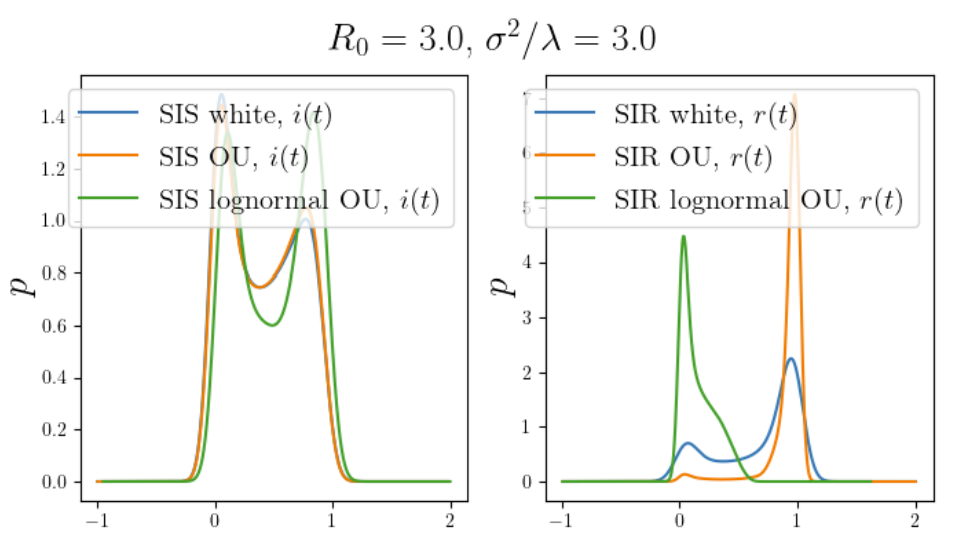 R₀ = 3.0, σ²/λ = 3.0
SIS white, i(t)
SIS OU, i(t)
SIS lognormal OU, i(t)
p
1.4
1.2
1.0
0.8
0.6
0.4
0.2
0.0
−1 0 1 2
SIR white, r(t)
SIR OU, r(t)
SIR lognormal OU, r(t)
p
7
6
5
4
3
2
1
0
−1 0 1 2